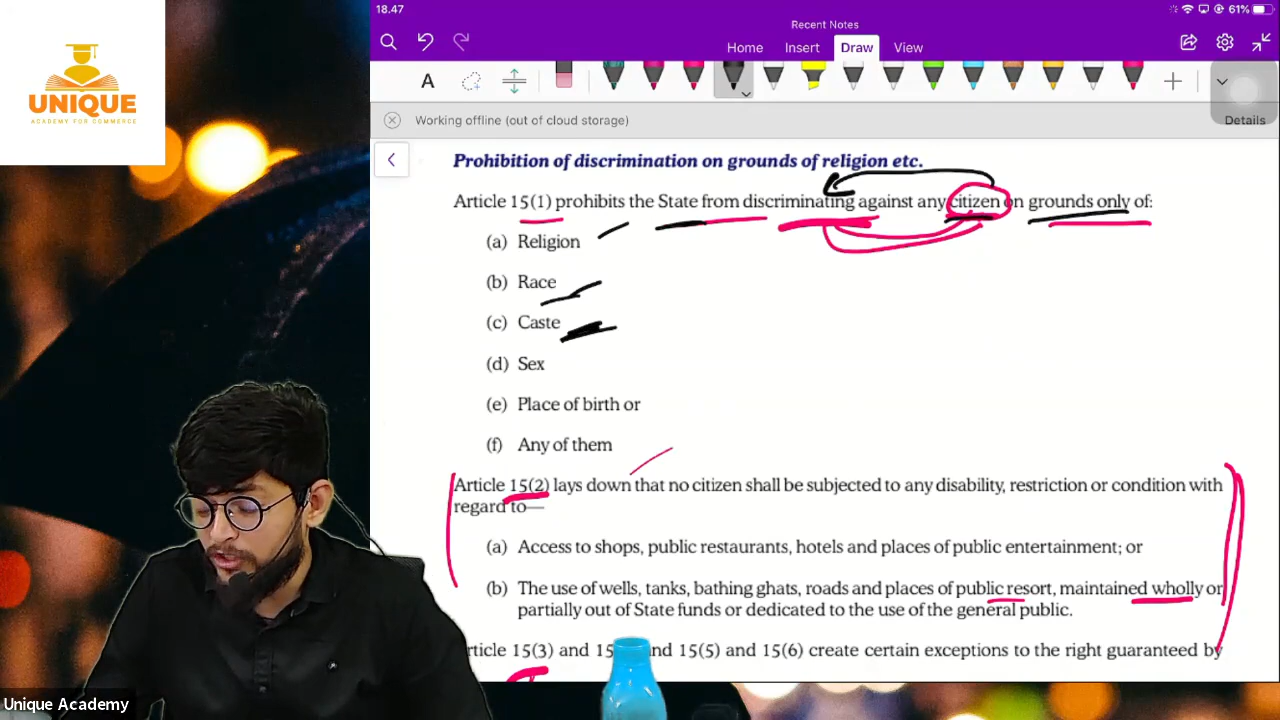 18.47
61%
Recent Notes
Home Insert Draw View
A
Working offline (out of cloud storage)
Details
UNIQUE
ACADEMY FOR COMMERCE
Prohibition of discrimination on grounds of religion etc.
Article 15(1) prohibits the State from discriminating against any citizen on grounds only of:
(a) Religion
(b) Race
(c) Caste
(d) Sex
(e) Place of birth or
(f) Any of them
Article 15(2) lays down that no citizen shall be subjected to any disability, restriction or condition with
regard to—
(a) Access to shops, public restaurants, hotels and places of public entertainment; or
(b) The use of wells, tanks, bathing ghats, roads and places of public resort, maintained wholly or
partially out of State funds or dedicated to the use of the general public.
15(3) and and 15(5) and 15(6) create certain exceptions to the right guaranteed by
Unique Academy